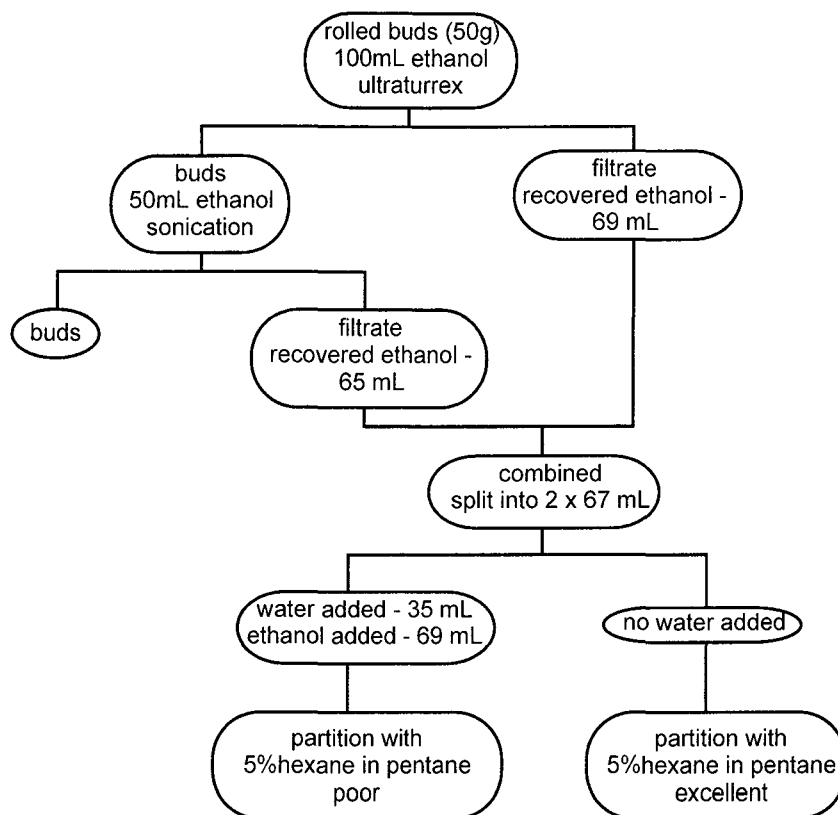 rolled buds (50g)
100mL ethanol
ultraturrex
buds
50mL ethanol
sonication
filtrate
recovered ethanol -
69 mL
buds
filtrate
recovered ethanol -
65 mL
combined
split into 2 x 67 mL
water added - 35 mL
ethanol added - 69 mL
no water added
partition with
5%hexane in pentane
poor
partition with
5%hexane in pentane
excellent